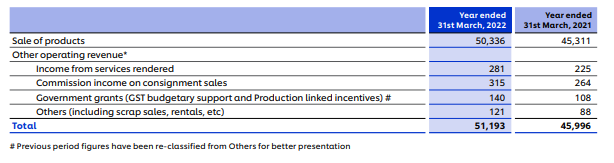 Year ended Year ended
31st March, 2022 31st March, 2021
Sale of products 50,336 45,311
Other operating revenue*
Income from services rendered 281 225
Commission income on consignment sales 315 264
Government grants (GST budgetary support and Production linked incentives) # 140 108
Others (including scrap sales, rentals, etc) 121 88
Total 51,193 45,996
# Previous period figures have been re-classified from Others for better presentation